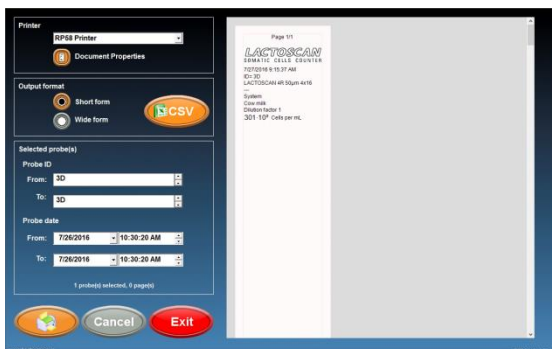 Printer
RP58 Printer
Document Properties
Output format
Short form
Wide form
CSV
Selected probe(s)
Probe ID
From: 3D
To: 3D
Probe date
From: 7/26/2016 10:30:20 AM
To: 7/26/2016 10:30:20 AM
1 probe(s) selected, 0 page(s)
Cancel
Exit
Page 1/1
LACTOSCAN
SOMATIC CELLS COUNTER
7/27/2016 9:15:37 AM
ID= 3D
LACTOSCAN 4R 50µm 4x16
---
System
Cow milk
Dilution factor 1
301·10³ Cells per mL